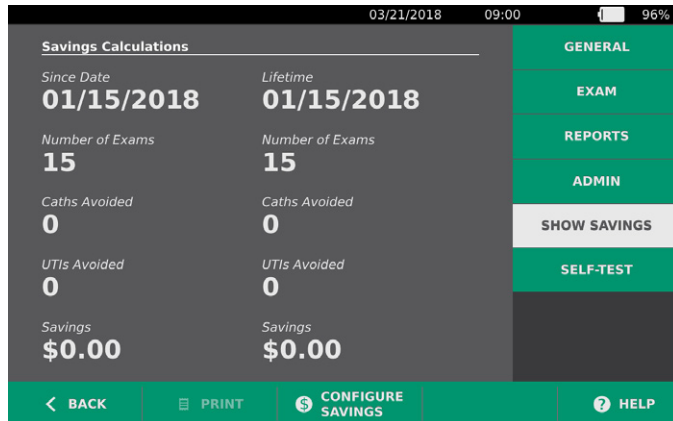 03/21/2018 09:00 96%
Savings Calculations
Since Date Lifetime
01/15/2018 01/15/2018
Number of Exams Number of Exams
15 15
Caths Avoided Caths Avoided
0 0
UTIs Avoided UTIs Avoided
0 0
Savings Savings
$0.00 $0.00
GENERAL
EXAM
REPORTS
ADMIN
SHOW SAVINGS
SELF-TEST
BACK PRINT $ CONFIGURE SAVINGS ? HELP